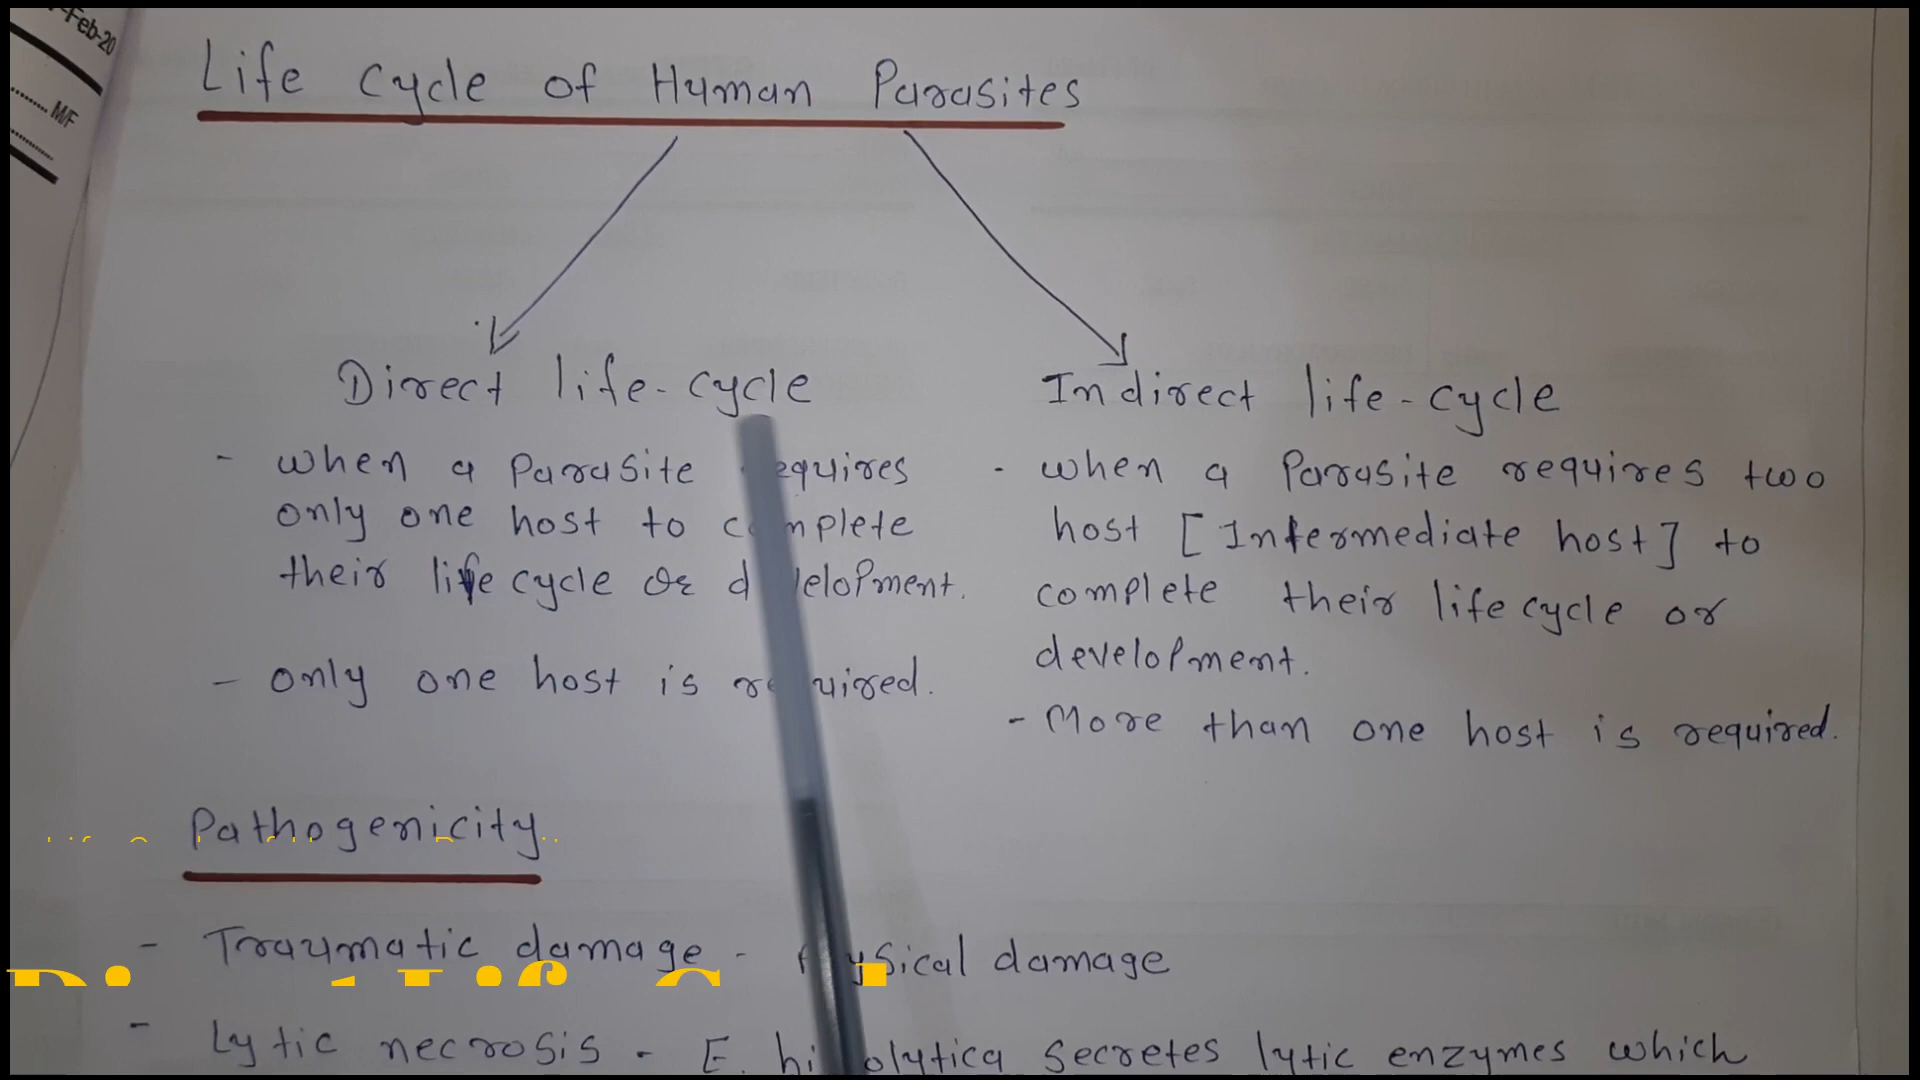 -Feb-20
M/F
Life Cycle of Human Parasites
Direct life-cycle
- when a Parasite requires
only one host to complete
their life cycle or development.
- only one host is required.
Indirect life-cycle
- when a Parasite requires two
host [Intermediate host] to
complete their life cycle or
development.
- More than one host is required.
Pathogenicity
- Traumatic damage - Physical damage
- Lytic necrosis - E. histolytica secretes lytic enzymes which